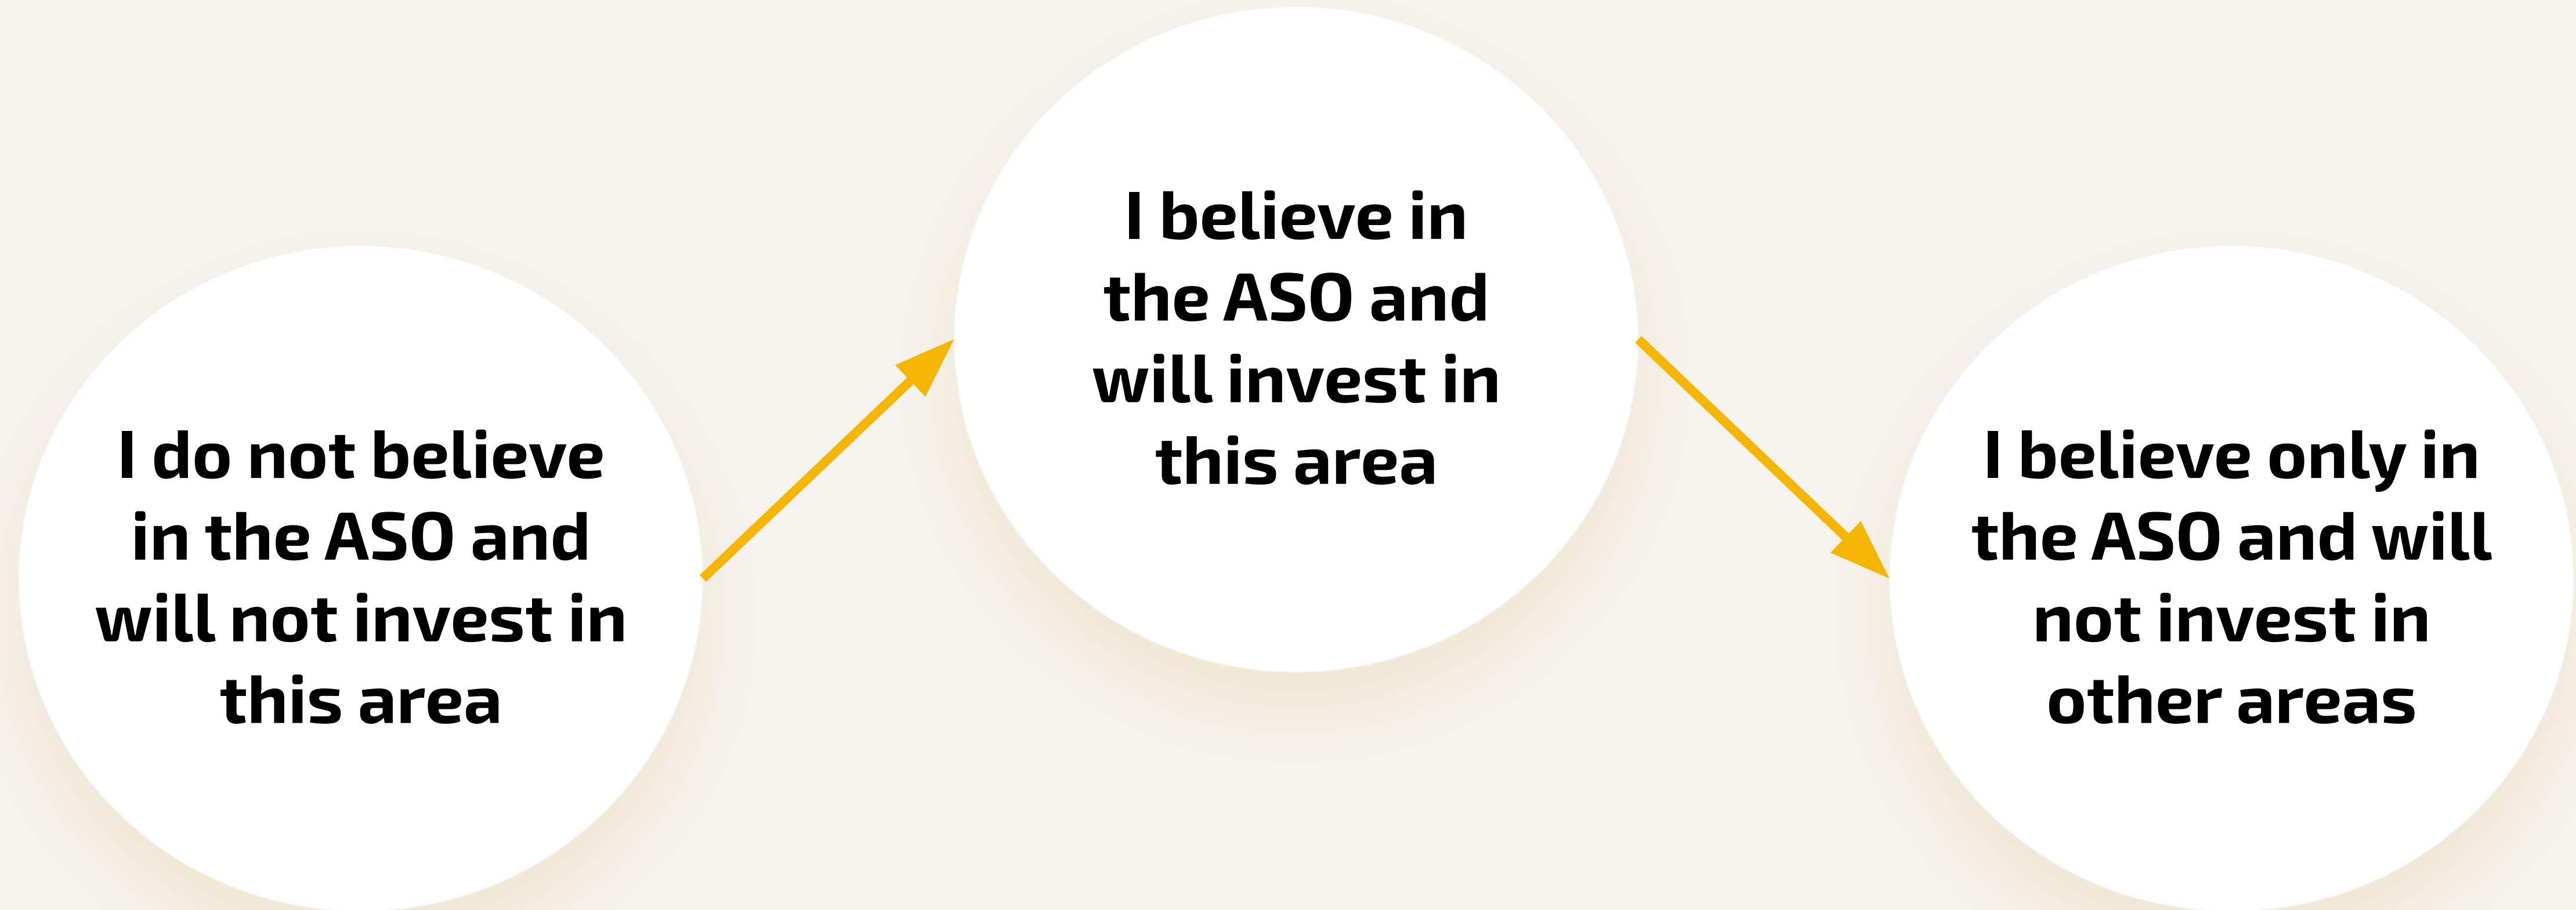 I do not believe
in the ASO and
will not invest in
this area
I believe in
the ASO and
will invest in
this area
I believe only in
the ASO and will
not invest in
other areas